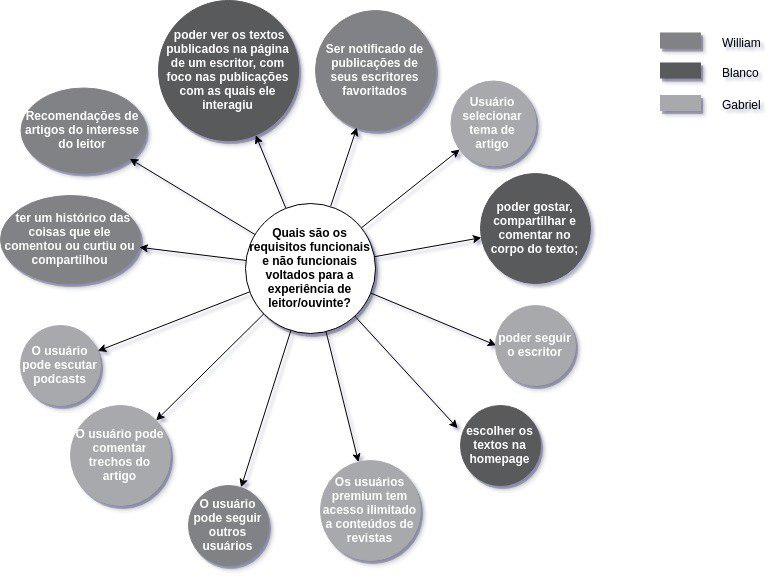 poder ver os textos
publicados na página
de um escritor, com
foco nas publicações
com as quais ele
interagiu
Ser notificado de
publicações de
seus escritores
favoritados
William
Blanco
Gabriel
Usuário
selecionar
tema de
artigo
Recomendações de
artigos do interesse
do leitor
ter um histórico das
coisas que ele
comentou ou curtiu ou
compartilhou
Quais são os
requisitos funcionais
e não funcionais
voltados para a
experiência de
leitor/ouvinte?
poder gostar,
compartilhar e
comentar no
corpo do texto;
poder seguir
o escritor
O usuário
pode escutar
podcasts
O usuário pode
comentar
trechos do
artigo
escolher os
textos na
homepage
O usuário
pode seguir
outros
usuários
Os usuários
premium tem
acesso ilimitado
a conteúdos de
revistas